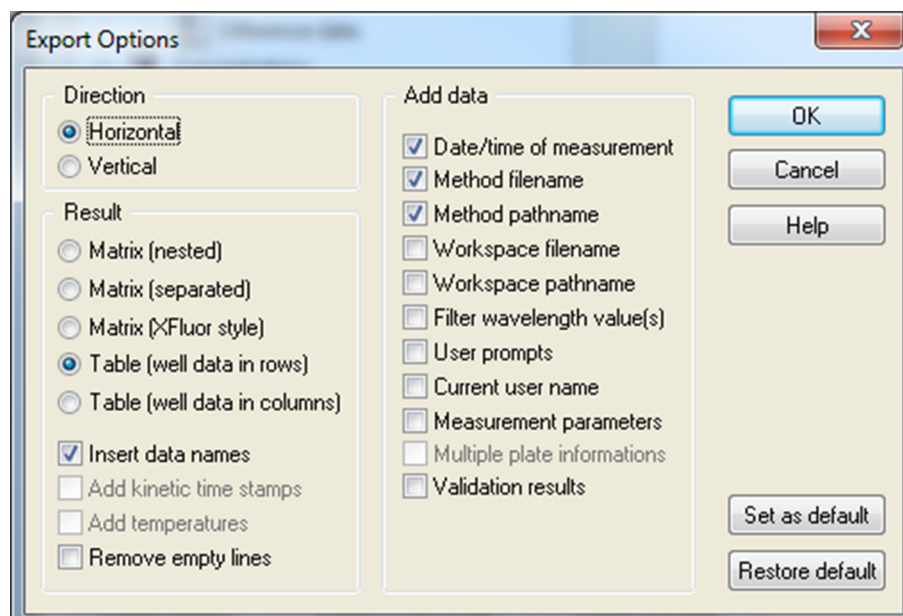 Export Options
Direction
Horizontal
Vertical
Result
Matrix (nested)
Matrix (separated)
Matrix (XFluor style)
Table (well data in rows)
Table (well data in columns)
Insert data names
Add kinetic time stamps
Add temperatures
Remove empty lines
Add data
Date/time of measurement
Method filename
Method pathname
Workspace filename
Workspace pathname
Filter wavelength value(s)
User prompts
Current user name
Measurement parameters
Multiple plate informations
Validation results
OK
Cancel
Help
Set as default
Restore default